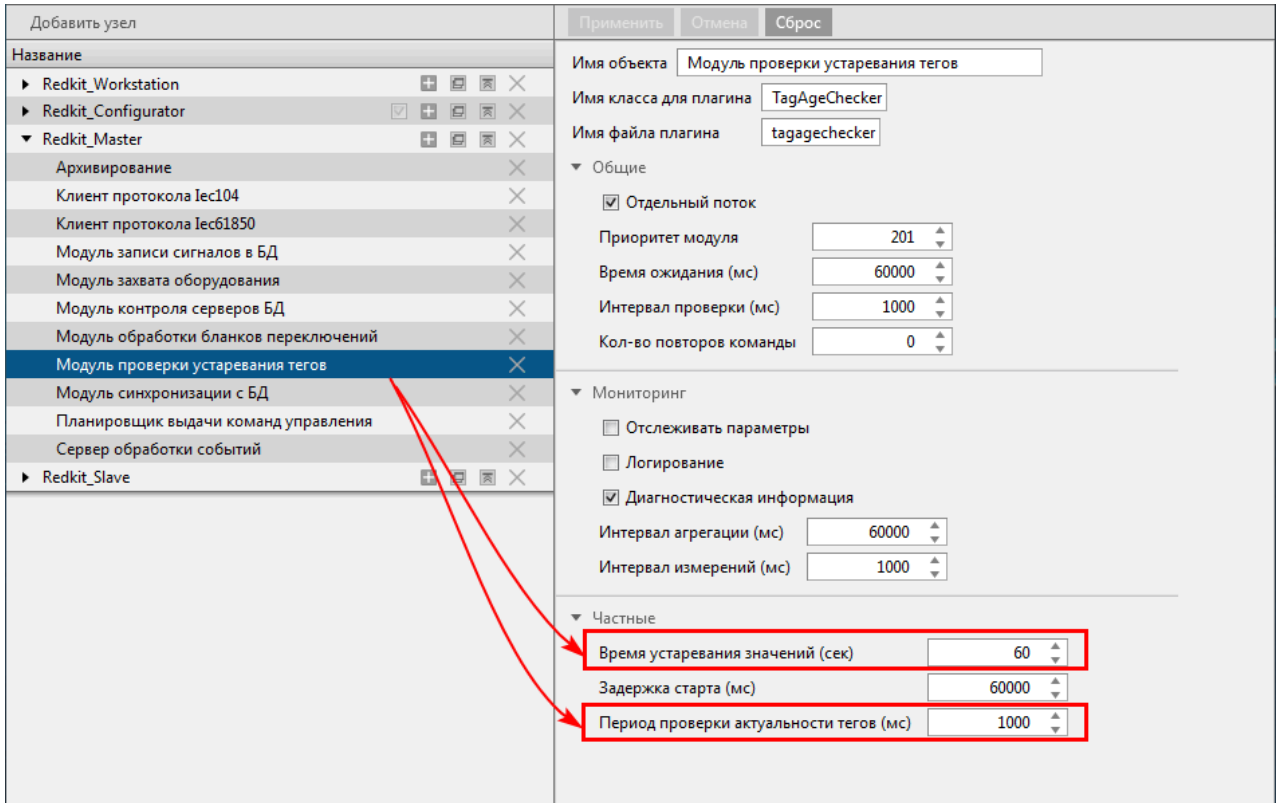 Добавить узел
Название
Redkit_Workstation
Redkit_Configurator
Redkit_Master
Архивирование
Клиент протокола Iec104
Клиент протокола Iec61850
Модуль записи сигналов в БД
Модуль захвата оборудования
Модуль контроля серверов БД
Модуль обработки бланков переключений
Модуль проверки устаревания тегов
Модуль синхронизации с БД
Планировщик выдачи команд управления
Сервер обработки событий
Redkit_Slave
Применить Отмена Сброс
Имя объекта Модуль проверки устаревания тегов
Имя класса для плагина TagAgeChecker
Имя файла плагина tagagechecker
Общие
Отдельный поток
Приоритет модуля 201
Время ожидания (мс) 60000
Интервал проверки (мс) 1000
Кол-во повторов команды 0
Мониторинг
Отслеживать параметры
Логирование
Диагностическая информация
Интервал агрегации (мс) 60000
Интервал измерений (мс) 1000
Частные
Время устаревания значений (сек) 60
Задержка старта (мс) 60000
Период проверки актуальности тегов (мс) 1000